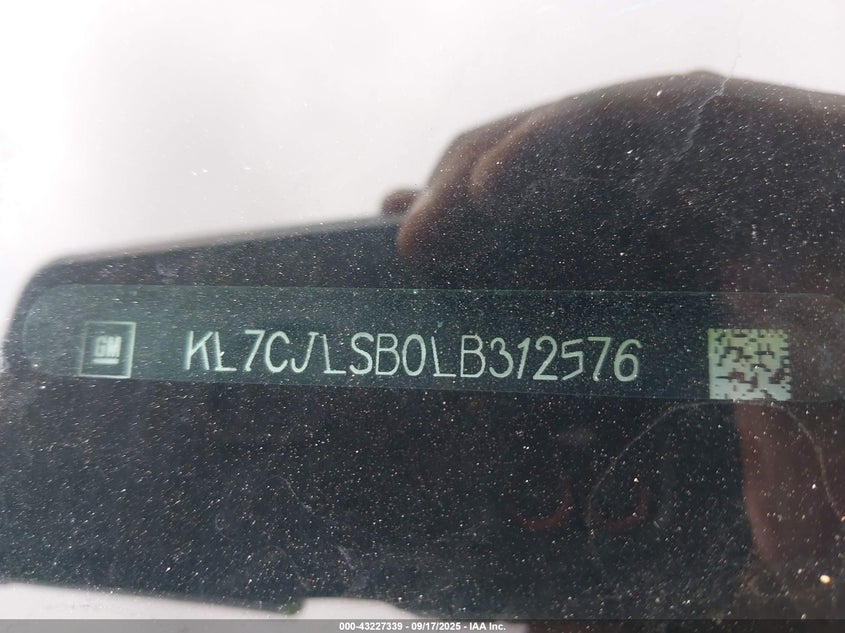 GM KL7CJLSB0LB312576
000-43227339 - 09/17/2025 - IAA Inc.